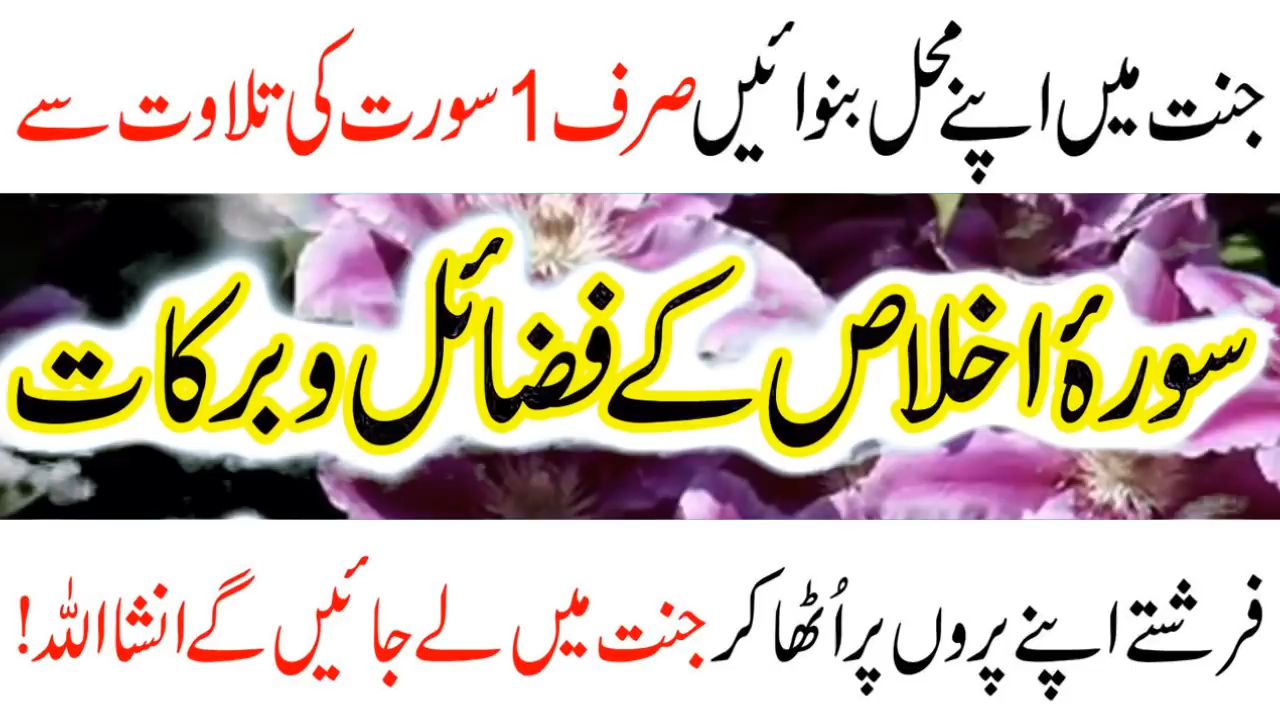 جنت میں اپنے محل بنوائیں صرف 1 سورت کی تلاوت سے
سورۂ اخلاص کے فضائل و برکات
فرشتے اپنے پروں پر اُٹھا کر جنت میں لے جائیں گے انشااللہ!